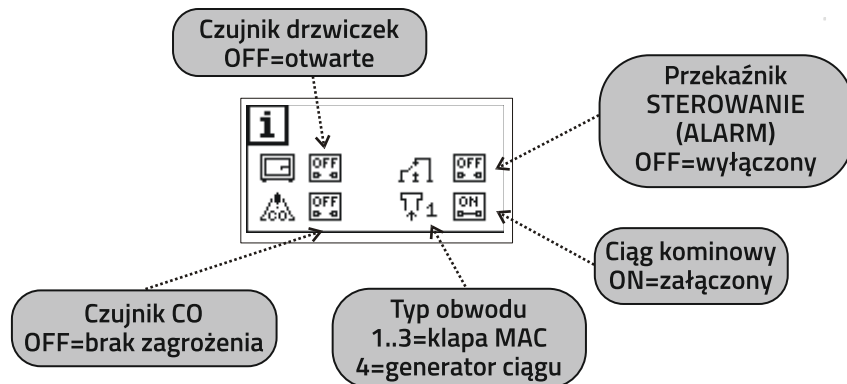 Czujnik drzwiczek
OFF=otwarte
Przekaźnik
STEROWANIE
(ALARM)
OFF=wyłączony
i
OFF
OFF
CO
OFF
1
ON
Ciąg kominowy
ON=załączony
Czujnik CO
OFF=brak zagrożenia
Typ obwodu
1..3=klapa MAC
4=generator ciągu